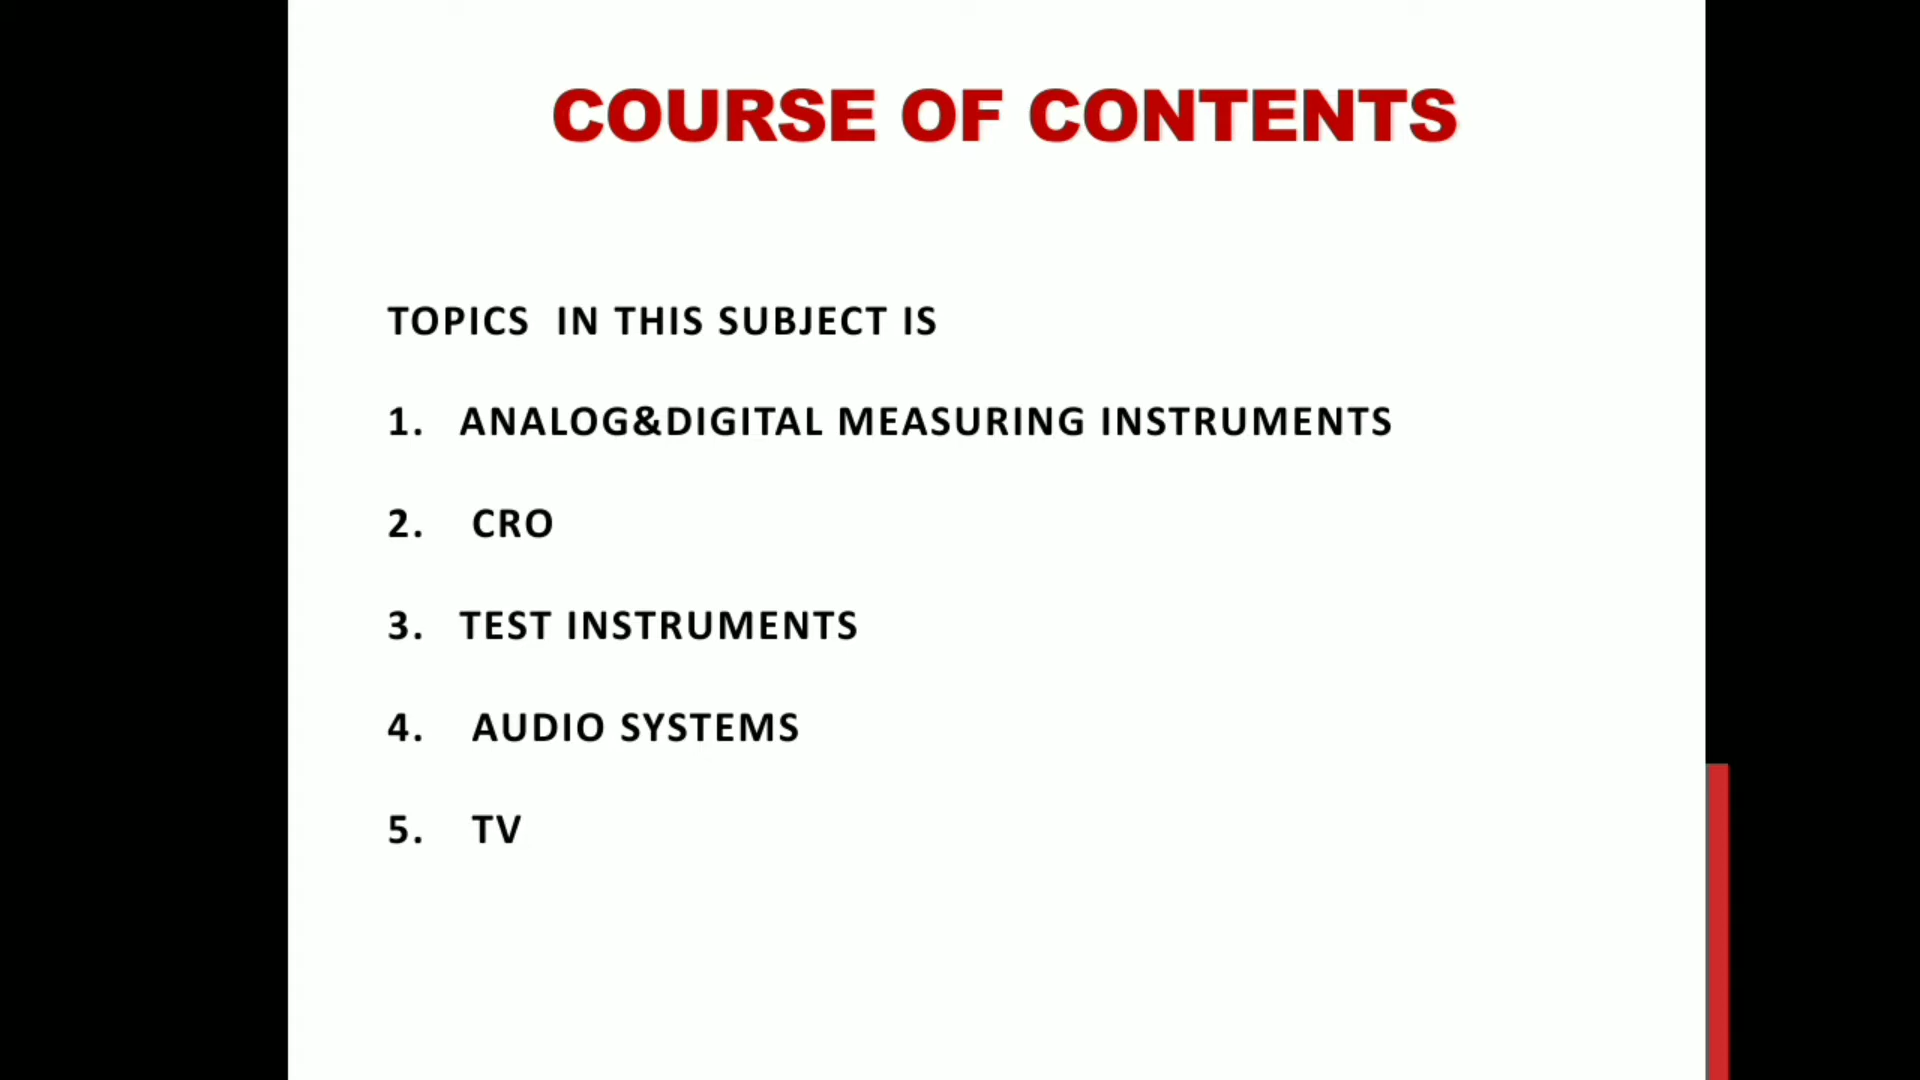 COURSE OF CONTENTS
TOPICS IN THIS SUBJECT IS
1. ANALOG&DIGITAL MEASURING INSTRUMENTS
2. CRO
3. TEST INSTRUMENTS
4. AUDIO SYSTEMS
5. TV